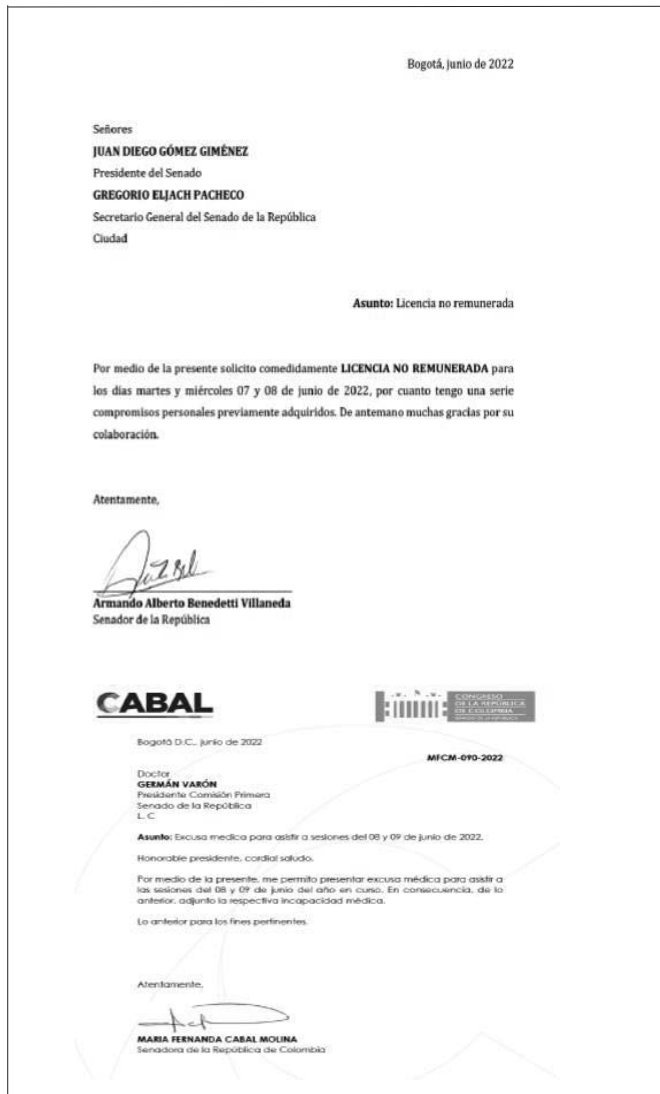 Bogotá, junio de 2022
Señores
JUAN DIEGO GÓMEZ GIMÉNEZ
Presidente del Senado
GREGORIO ELJACH PACHECO
Secretario General del Senado de la República
Ciudad
Asunto: Licencia no remunerada
Por medio de la presente solicito comedidamente LICENCIA NO REMUNERADA para
los días martes y miércoles 07 y 08 de junio de 2022, por cuanto tengo una serie
compromisos personales previamente adquiridos. De antemano muchas gracias por su
colaboración.
Atentamente,
Armando Alberto Benedetti Villaneda
Senador de la República
CABAL
CONGRESO
DE LA REPÚBLICA
DE COLOMBIA
Bogotá D.C., junio de 2022
MFCM-090-2022
Doctor
GERMÁN VARÓN
Presidente Comisión Primera
Senado de la República
L. C
Asunto: Excusa medica para asistir a sesiones del 08 y 09 de junio de 2022.
Honorable presidente, cordial saludo.
Por medio de la presente, me permito presentar excusa médica para asistir a
las sesiones del 08 y 09 de junio del año en curso. En consecuencia, de lo
anterior, adjunto la respectiva incapacidad médica.
Lo anterior para los fines pertinentes.
Atentamente,
MARIA FERNANDA CABAL MOLINA
Senadora de la República de Colombia